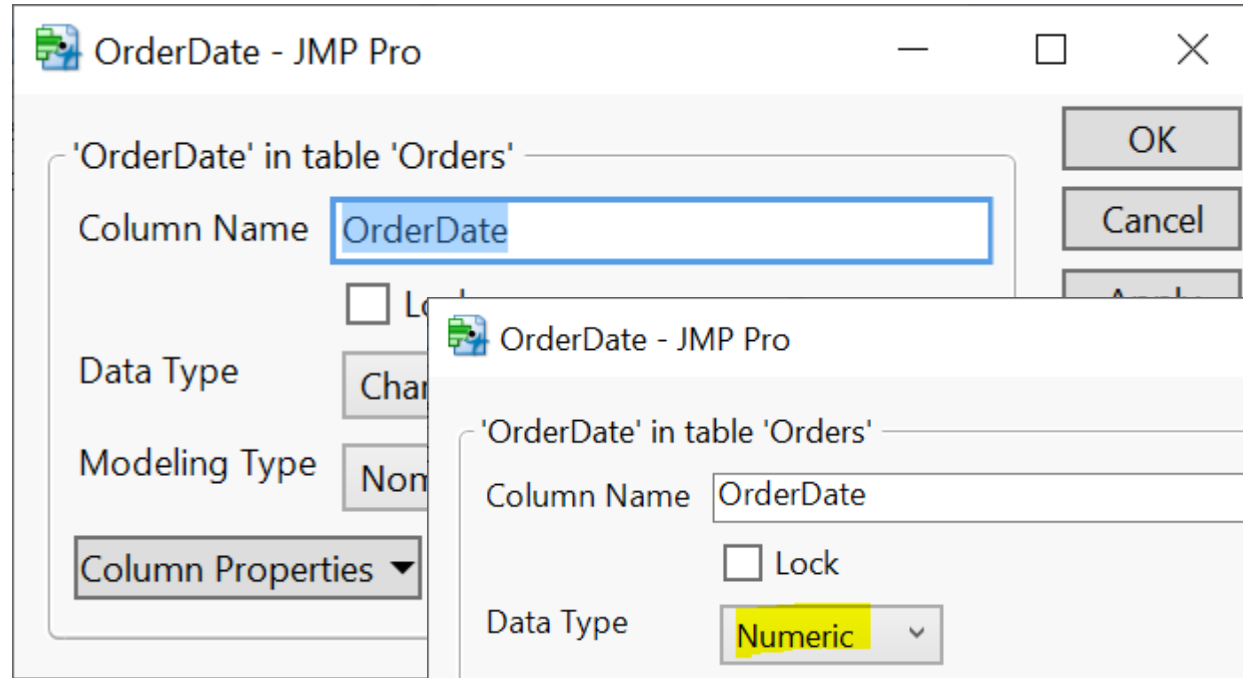 OrderDate - JMP Pro
'OrderDate' in table 'Orders'
OK
Column Name OrderDate
Cancel
Data Type
Modeling Type
Column Properties
OrderDate - JMP Pro
'OrderDate' in table 'Orders'
Column Name OrderDate
Lock
Data Type Numeric